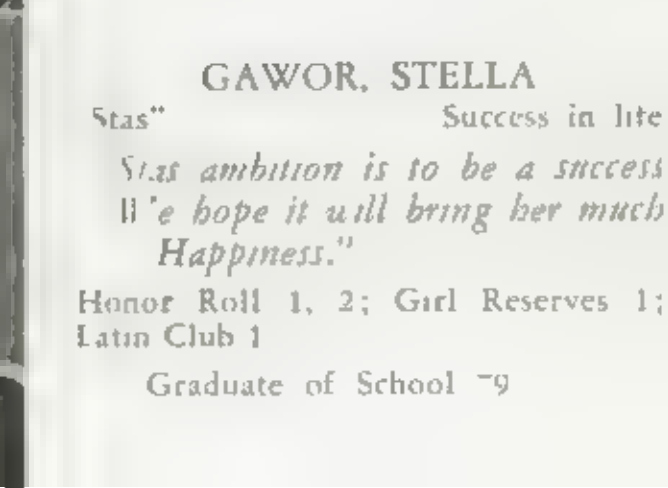 GAWOR, STELLA
"Stas" Success in life
"Stas ambition is to be a success
We hope it will bring her much
Happiness."
Honor Roll 1, 2; Girl Reserves 1;
Latin Club 1
Graduate of School 79